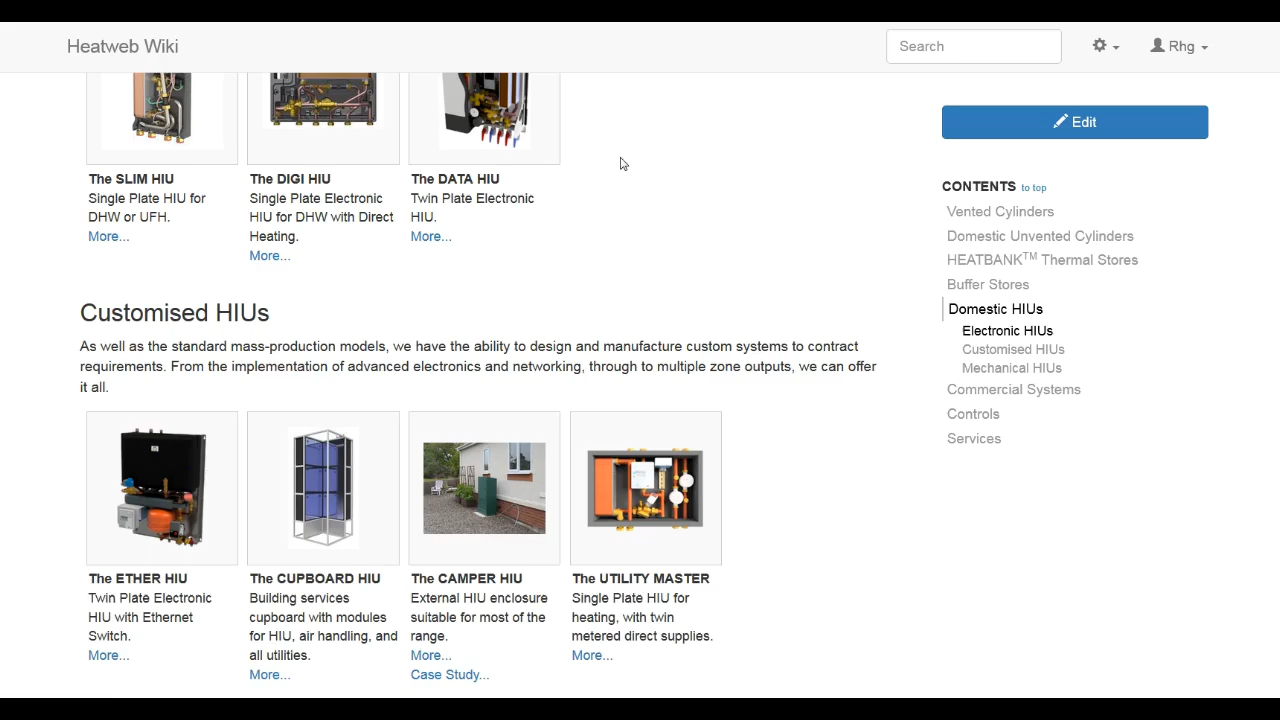 Heatweb Wiki
Search
Rhg
Edit
The SLIM HIU
Single Plate HIU for
DHW or UFH.
More...
The DIGI HIU
Single Plate Electronic
HIU for DHW with Direct
Heating.
More...
The DATA HIU
Twin Plate Electronic
HIU.
More...
CONTENTS to top
Vented Cylinders
Domestic Unvented Cylinders
HEATBANK™ Thermal Stores
Buffer Stores
Domestic HIUs
Electronic HIUs
Customised HIUs
Mechanical HIUs
Commercial Systems
Controls
Services
Customised HIUs
As well as the standard mass-production models, we have the ability to design and manufacture custom systems to contract
requirements. From the implementation of advanced electronics and networking, through to multiple zone outputs, we can offer
it all.
The ETHER HIU
Twin Plate Electronic
HIU with Ethernet
Switch.
More...
The CUPBOARD HIU
Building services
cupboard with modules
for HIU, air handling, and
all utilities.
More...
The CAMPER HIU
External HIU enclosure
suitable for most of the
range.
More...
Case Study...
The UTILITY MASTER
Single Plate HIU for
heating, with twin
metered direct supplies.
More...